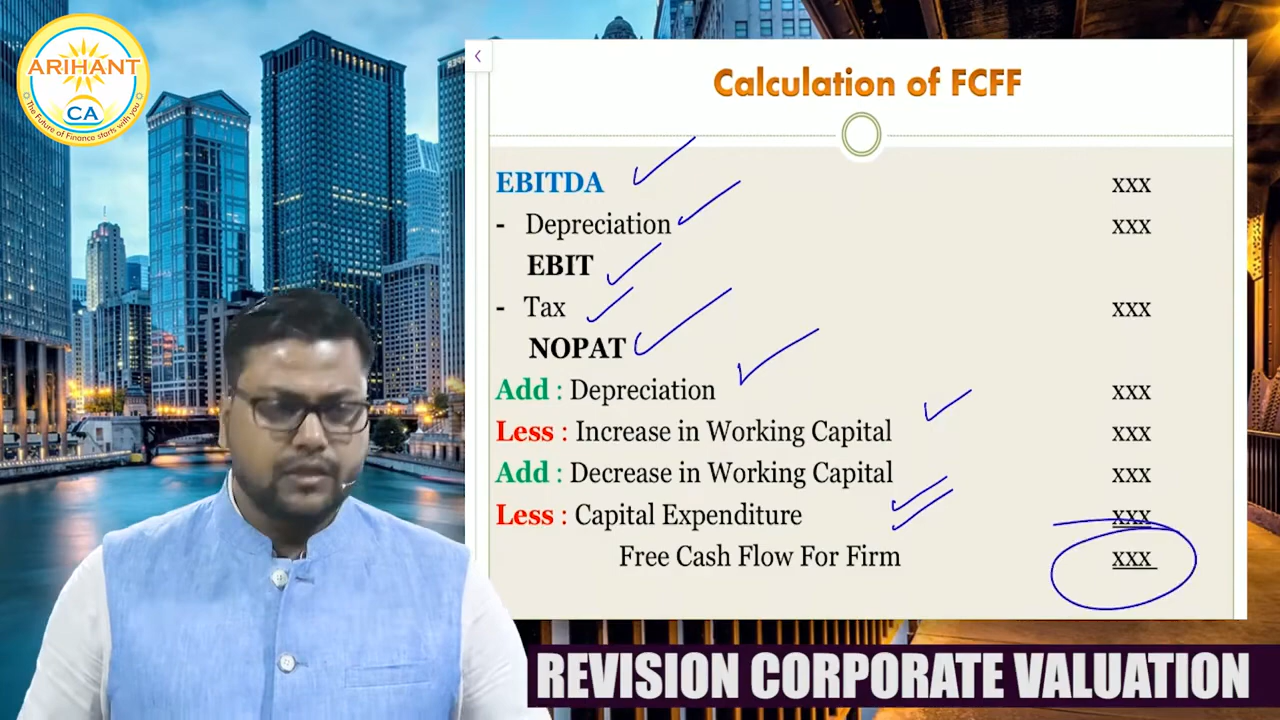 ARIHANT
CA
The Future of Finance starts with you
Calculation of FCFF
EBITDA xxx
- Depreciation xxx
EBIT
- Tax xxx
NOPAT
Add : Depreciation xxx
Less : Increase in Working Capital xxx
Add : Decrease in Working Capital xxx
Less : Capital Expenditure xxx
Free Cash Flow For Firm xxx
REVISION CORPORATE VALUATION